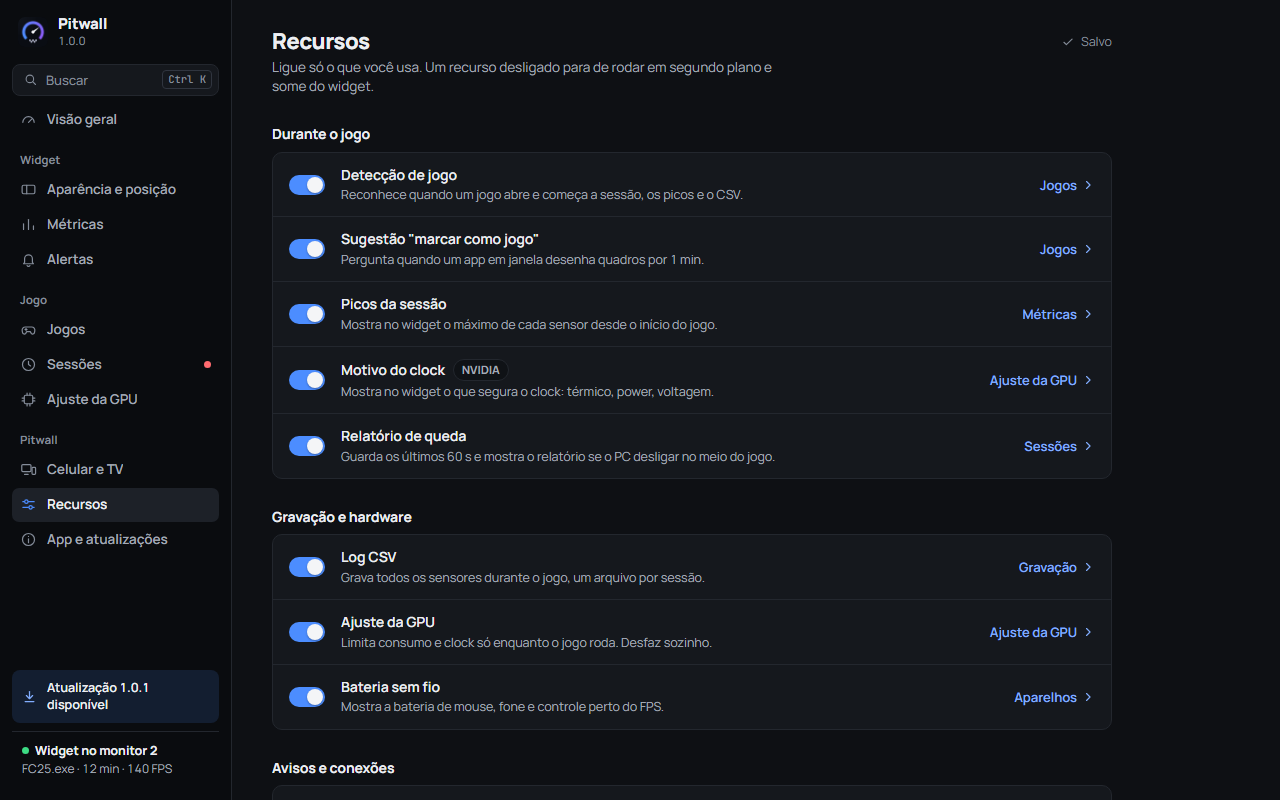 Pitwall
1.0.0
Buscar
Ctrl K
Visão geral
Widget
Aparência e posição
Métricas
Alertas
Jogo
Jogos
Sessões
Ajuste da GPU
Pitwall
Celular e TV
Recursos
App e atualizações
Atualização 1.0.1
disponível
Widget no monitor 2
FC25.exe · 12 min · 140 FPS
Recursos
Salvo
Ligue só o que você usa. Um recurso desligado para de rodar em segundo plano e
some do widget.
Durante o jogo
Detecção de jogo
Reconhece quando um jogo abre e começa a sessão, os picos e o CSV.
Jogos
Sugestão "marcar como jogo"
Pergunta quando um app em janela desenha quadros por 1 min.
Jogos
Picos da sessão
Mostra no widget o máximo de cada sensor desde o início do jogo.
Métricas
Motivo do clock NVIDIA
Mostra no widget o que segura o clock: térmico, power, voltagem.
Ajuste da GPU
Relatório de queda
Guarda os últimos 60 s e mostra o relatório se o PC desligar no meio do jogo.
Sessões
Gravação e hardware
Log CSV
Grava todos os sensores durante o jogo, um arquivo por sessão.
Gravação
Ajuste da GPU
Limita consumo e clock só enquanto o jogo roda. Desfaz sozinho.
Ajuste da GPU
Bateria sem fio
Mostra a bateria de mouse, fone e controle perto do FPS.
Aparelhos
Avisos e conexões